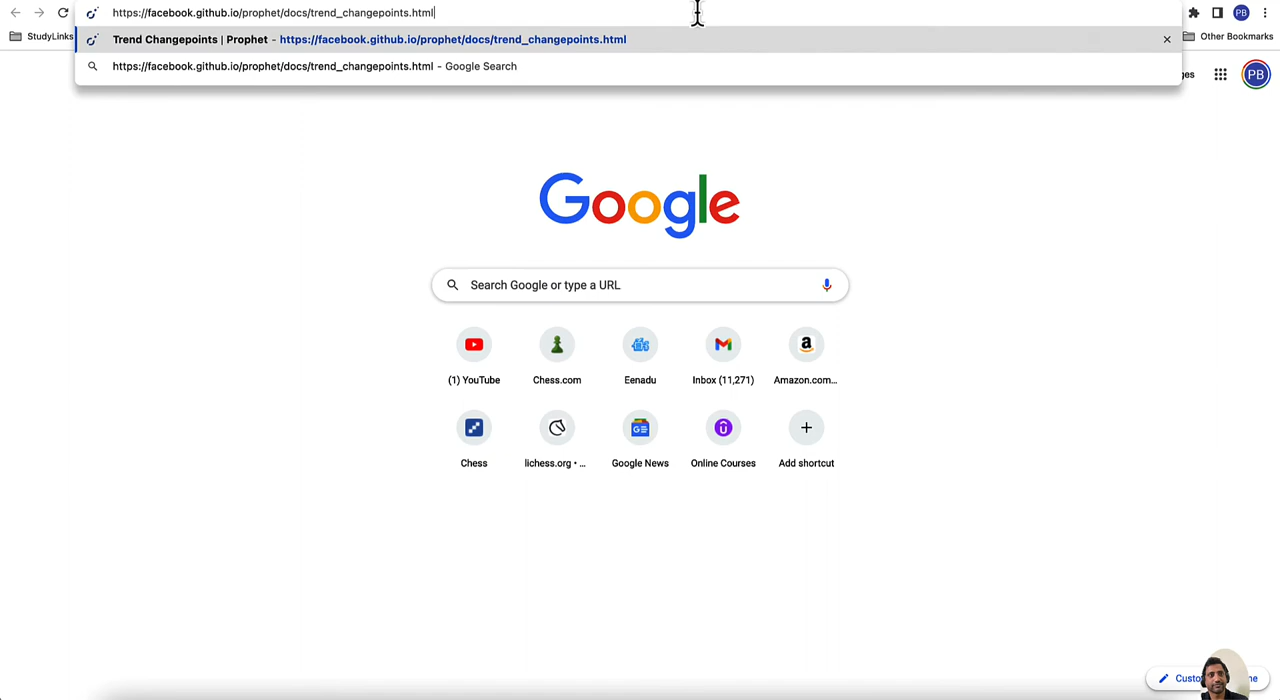 https://facebook.github.io/prophet/docs/trend_changepoints.html
PB
StudyLinks
Trend Changepoints | Prophet - https://facebook.github.io/prophet/docs/trend_changepoints.html
Other Bookmarks
https://facebook.github.io/prophet/docs/trend_changepoints.html - Google Search
PB
Google
Search Google or type a URL
(1) YouTube
Chess.com
Eenadu
Inbox (11,271)
Amazon.com...
Chess
lichess.org • ...
Google News
Online Courses
Add shortcut